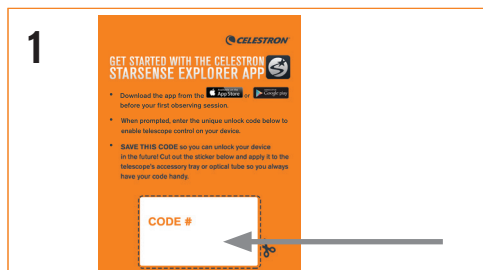 1
CELESTRON
GET STARTED WITH THE CELESTRON
STARSENSE EXPLORER APP
• Download the app from the App Store or Google play
before your first observing session.
• When prompted, enter the unique unlock code below to
enable telescope control on your device.
• SAVE THIS CODE so you can unlock your device
in the future! Cut out the sticker below and apply it to the
telescope's accessory tray or optical tube so you always
have your code handy.
CODE #